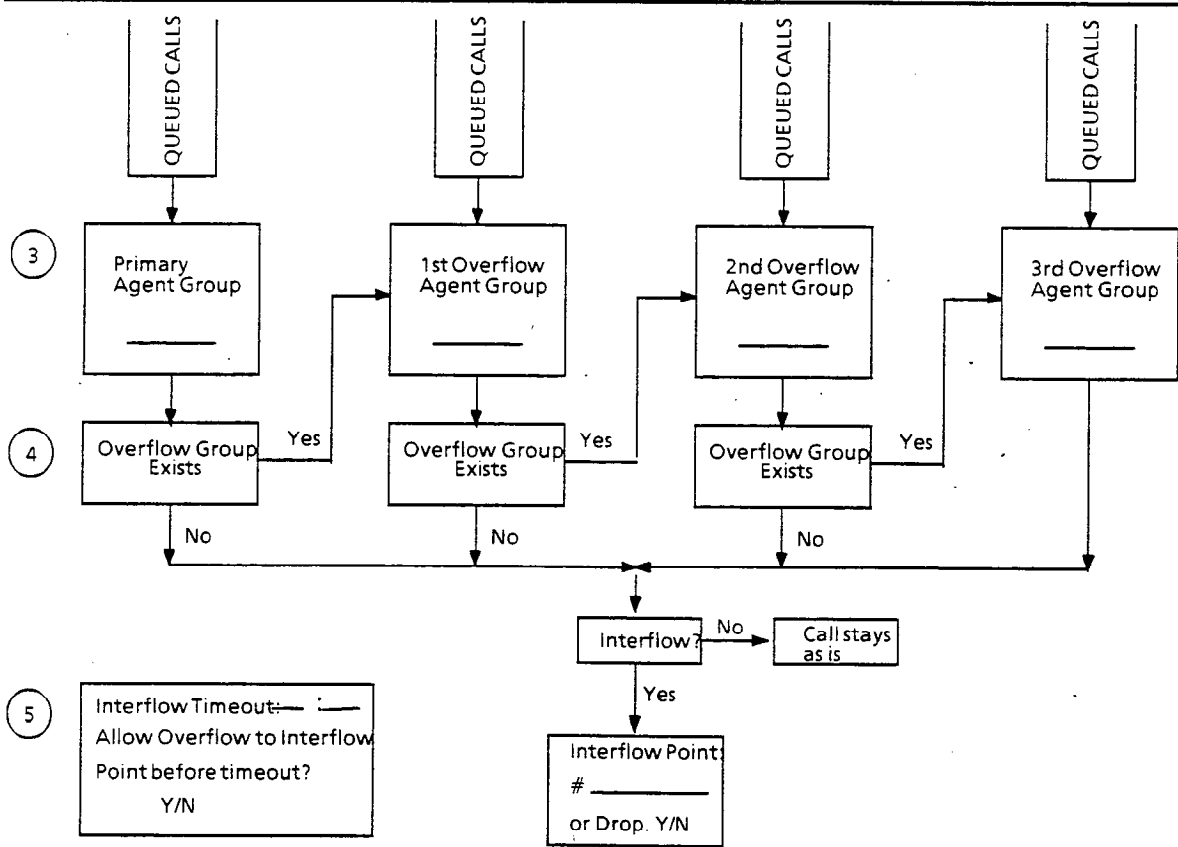 QUEUED CALLS
QUEUED CALLS
QUEUED CALLS
QUEUED CALLS
3
Primary
Agent Group
1st Overflow
Agent Group
2nd Overflow
Agent Group
3rd Overflow
Agent Group
4
Overflow Group
Exists
Yes
Overflow Group
Exists
Yes
Overflow Group
Exists
Yes
No
No
No
Interflow?
No
Call stays
as is
Yes
5
Interflow Timeout: __ : __
Allow Overflow to Interflow
Point before timeout?
Y/N
Interflow Point:
# ________
or Drop. Y/N